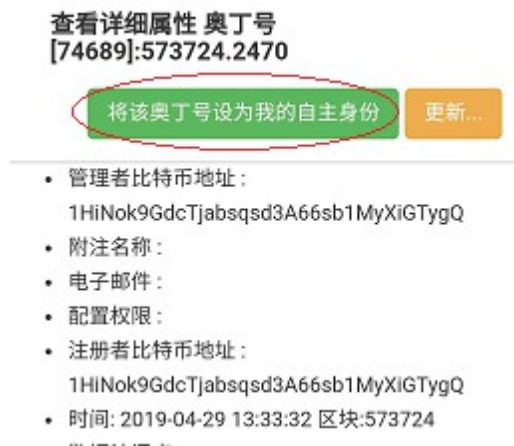 查看详细属性 奥丁号
[74689]:573724.2470
将该奥丁号设为我的自主身份 更新...
• 管理者比特币地址:
1HiNok9GdcTjabsqsd3A66sb1MyXiGTygQ
• 附注名称:
• 电子邮件:
• 配置权限:
• 注册者比特币地址:
1HiNok9GdcTjabsqsd3A66sb1MyXiGTygQ
• 时间: 2019-04-29 13:33:32 区块:573724